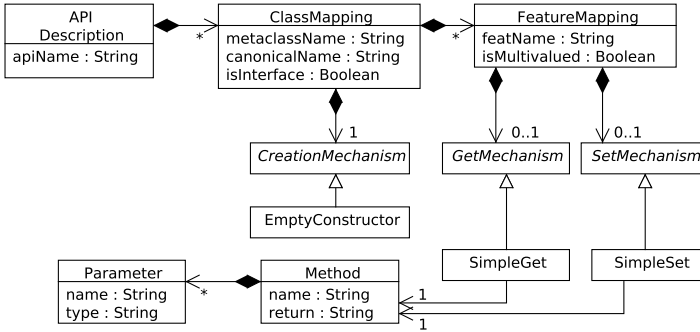 API
Description
apiName : String
*
ClassMapping
metaclassName : String
canonicalName : String
isInterface : Boolean
*
FeatureMapping
featName : String
isMultivalued : Boolean
1
0..1
0..1
CreationMechanism
GetMechanism
SetMechanism
EmptyConstructor
SimpleGet
SimpleSet
Parameter
name : String
type : String
*
Method
name : String
return : String
1
1